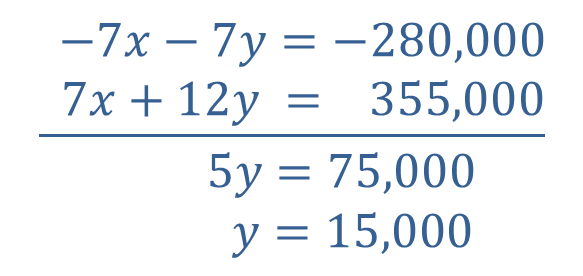 −7x − 7y = −280,000
7x + 12y = 355,000
5y = 75,000
y = 15,000